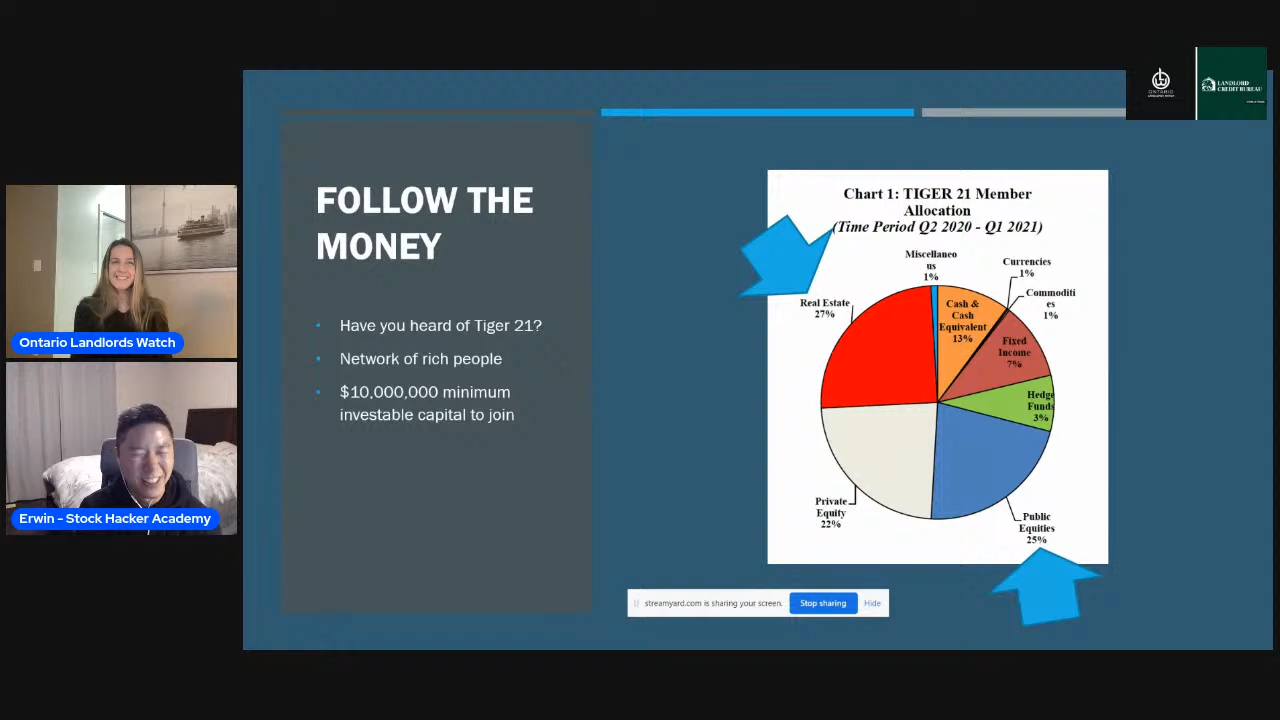 ONTARIO
LANDLORD
CREDIT BUREAU
FOLLOW THE
MONEY
• Have you heard of Tiger 21?
• Network of rich people
• $10,000,000 minimum
investable capital to join
Chart 1: TIGER 21 Member
Allocation
(Time Period Q2 2020 - Q1 2021)
Miscellaneo
us
1%
Currencies
1%
Commoditi
es
1%
Real Estate
27%
Cash &
Cash
Equivalent
13%
Fixed
Income
7%
Hedge
Funds
3%
Private
Equity
22%
Public
Equities
25%
Ontario Landlords Watch
Erwin - Stock Hacker Academy
streamyard.com is sharing your screen.
Stop sharing
Hide